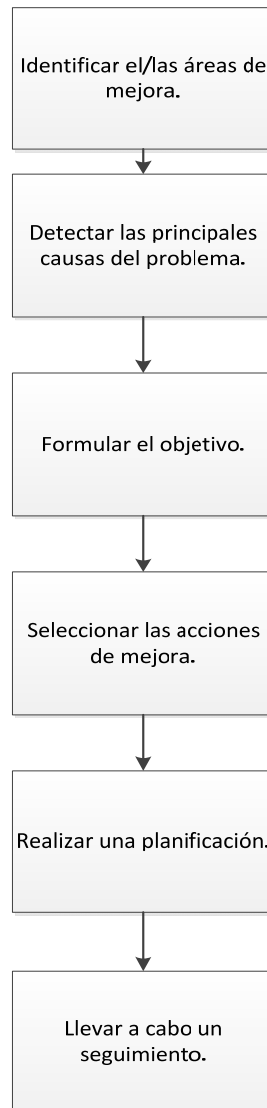 Identificar el/las áreas de
mejora.
Detectar las principales
causas del problema.
Formular el objetivo.
Seleccionar las acciones
de mejora.
Realizar una planificación.
Llevar a cabo un
seguimiento.